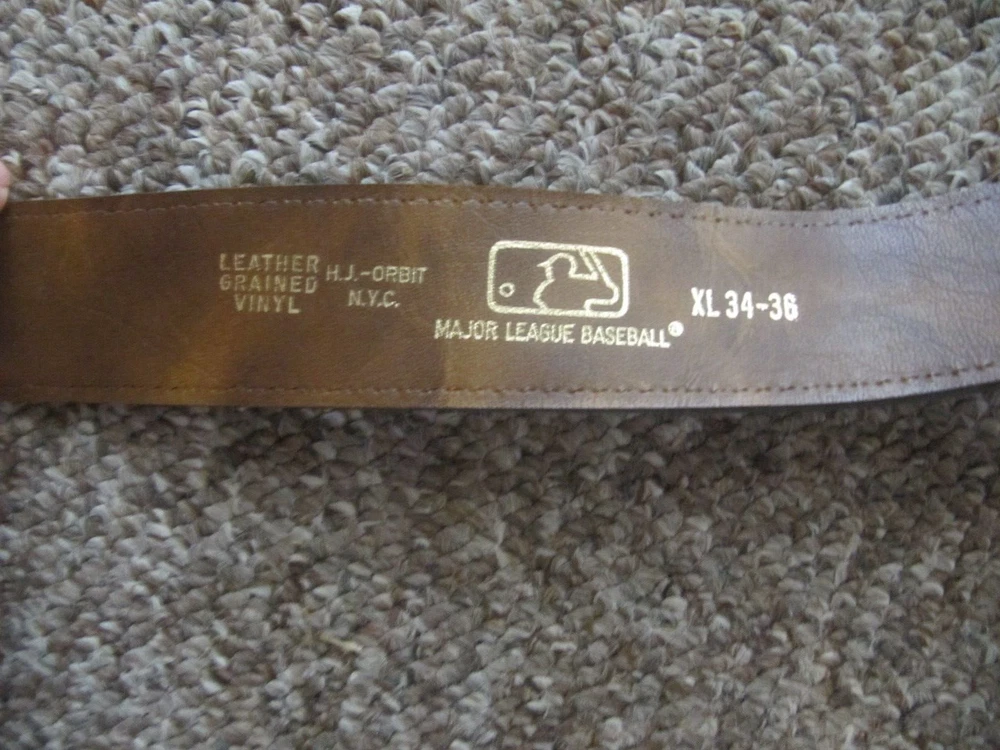 LEATHER
GRAINED
VINYL
H.J.-ORBIT
N.Y.C.
MAJOR LEAGUE BASEBALL®
XL 34-36